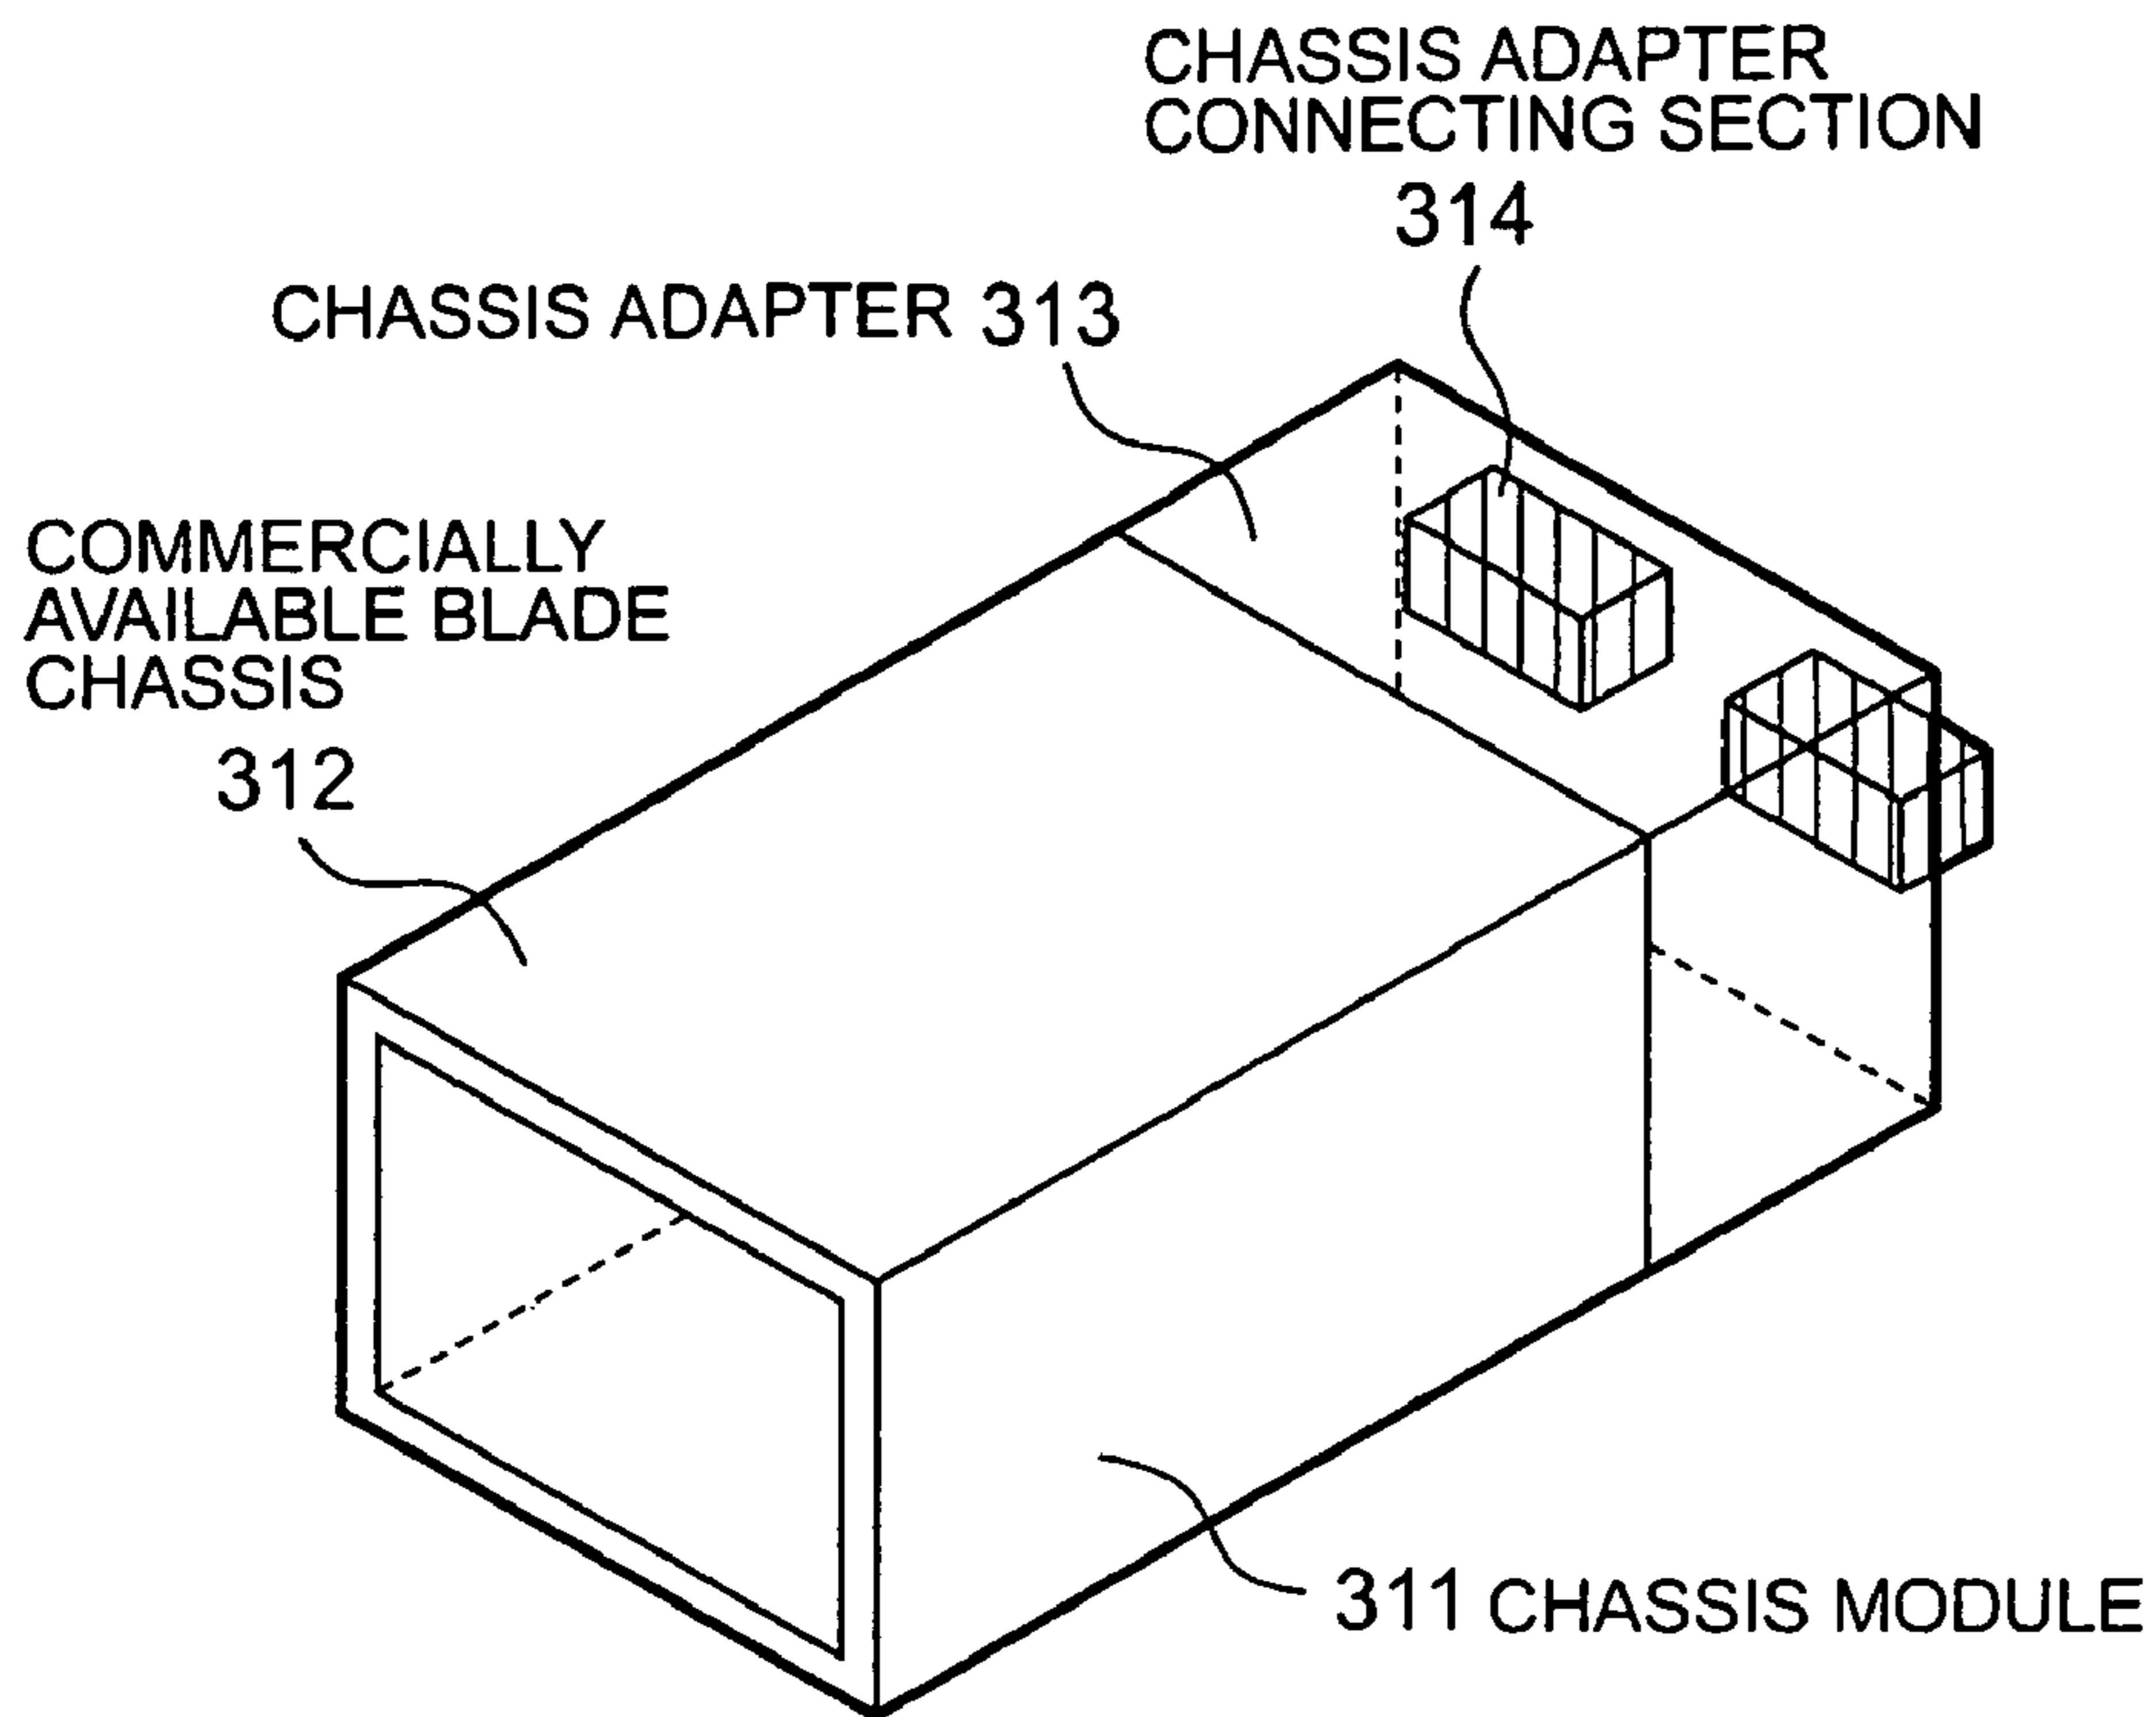 CHASSIS ADAPTER
CONNECTING SECTION
314
CHASSIS ADAPTER 313
COMMERCIALLY
AVAILABLE BLADE
CHASSIS
312
311 CHASSIS MODULE